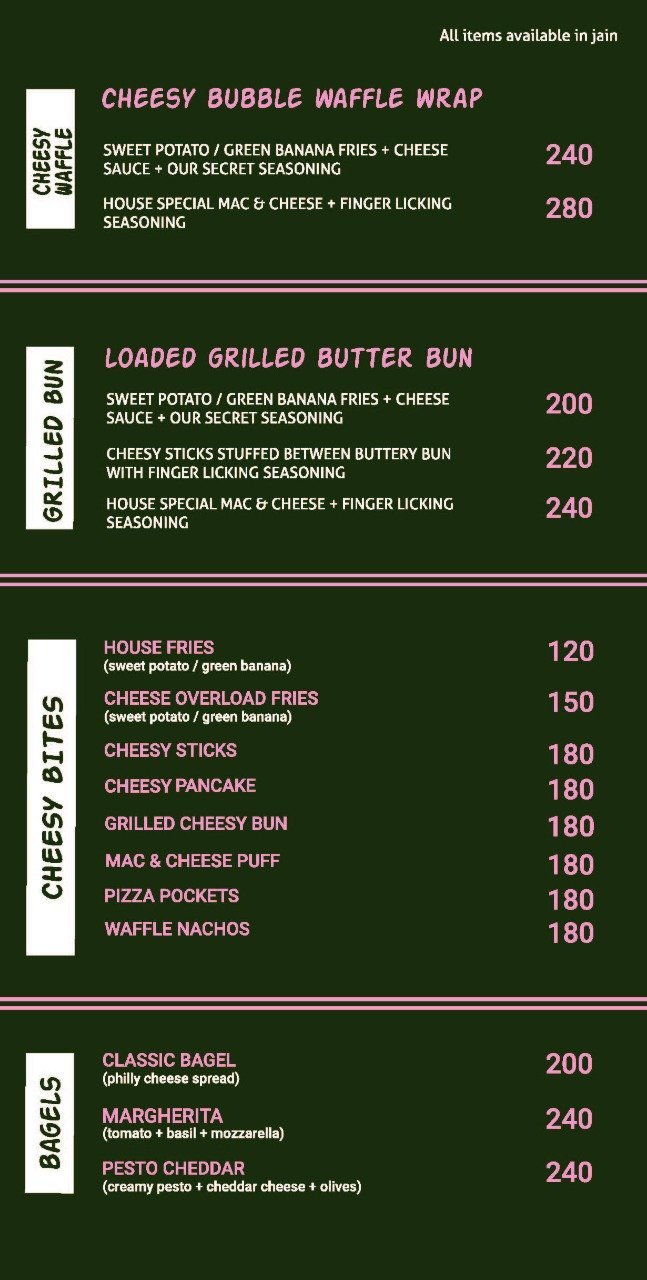 All items available in jain
CHEESY
WAFFLE
CHEESY BUBBLE WAFFLE WRAP
SWEET POTATO / GREEN BANANA FRIES + CHEESE
SAUCE + OUR SECRET SEASONING
240
HOUSE SPECIAL MAC & CHEESE + FINGER LICKING
SEASONING
280
GRILLED BUN
LOADED GRILLED BUTTER BUN
SWEET POTATO / GREEN BANANA FRIES + CHEESE
SAUCE + OUR SECRET SEASONING
200
CHEESY STICKS STUFFED BETWEEN BUTTERY BUN
WITH FINGER LICKING SEASONING
220
HOUSE SPECIAL MAC & CHEESE + FINGER LICKING
SEASONING
240
CHEESY BITES
HOUSE FRIES 120
(sweet potato / green banana)
CHEESE OVERLOAD FRIES 150
(sweet potato / green banana)
CHEESY STICKS 180
CHEESY PANCAKE 180
GRILLED CHEESY BUN 180
MAC & CHEESE PUFF 180
PIZZA POCKETS 180
WAFFLE NACHOS 180
BAGELS
CLASSIC BAGEL 200
(philly cheese spread)
MARGHERITA 240
(tomato + basil + mozzarella)
PESTO CHEDDAR 240
(creamy pesto + cheddar cheese + olives)